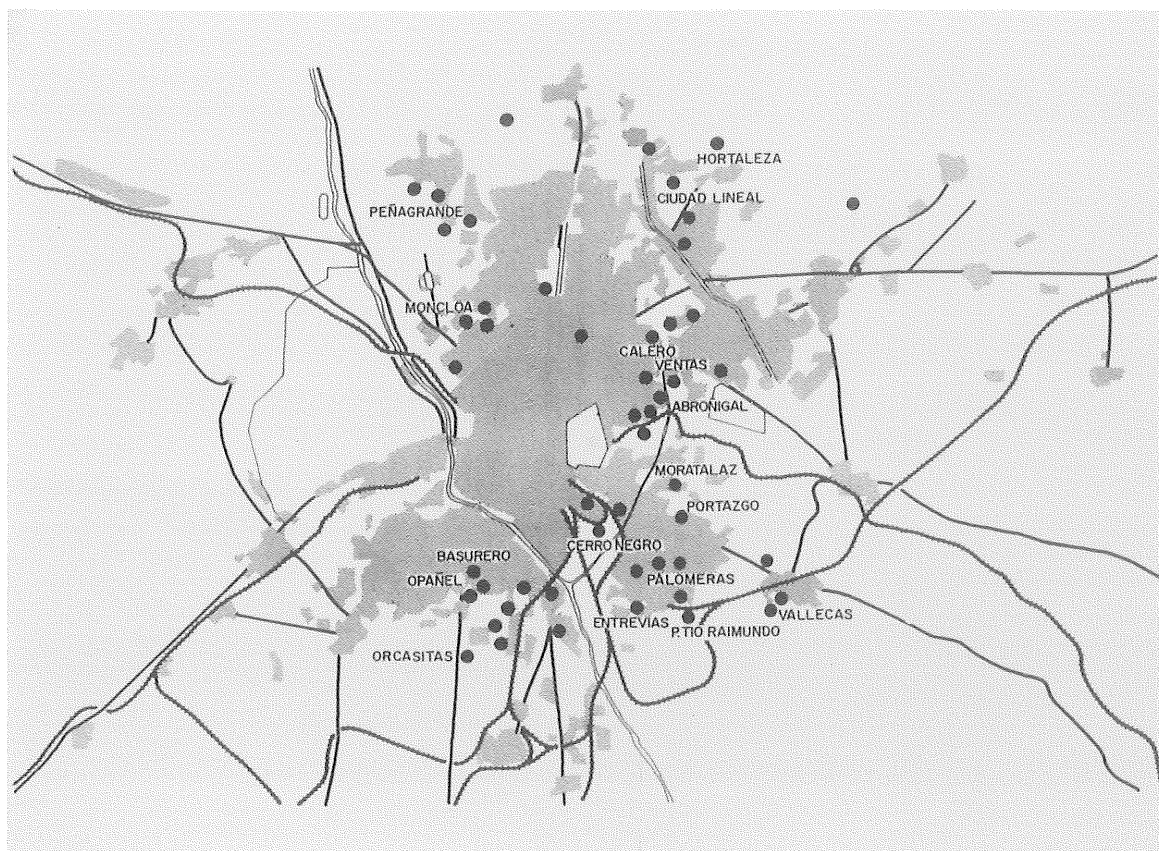 HORTALEZA
CIUDAD LINEAL
PEÑAGRANDE
MONCLOA
CALERO
VENTAS
ABROÑIGAL
MORATALAZ
PORTAZGO
CERRO NEGRO
BASURERO
OPAÑEL
PALOMERAS
ENTREVIAS
VALLECAS
P. TIO RAIMUNDO
ORCASITAS